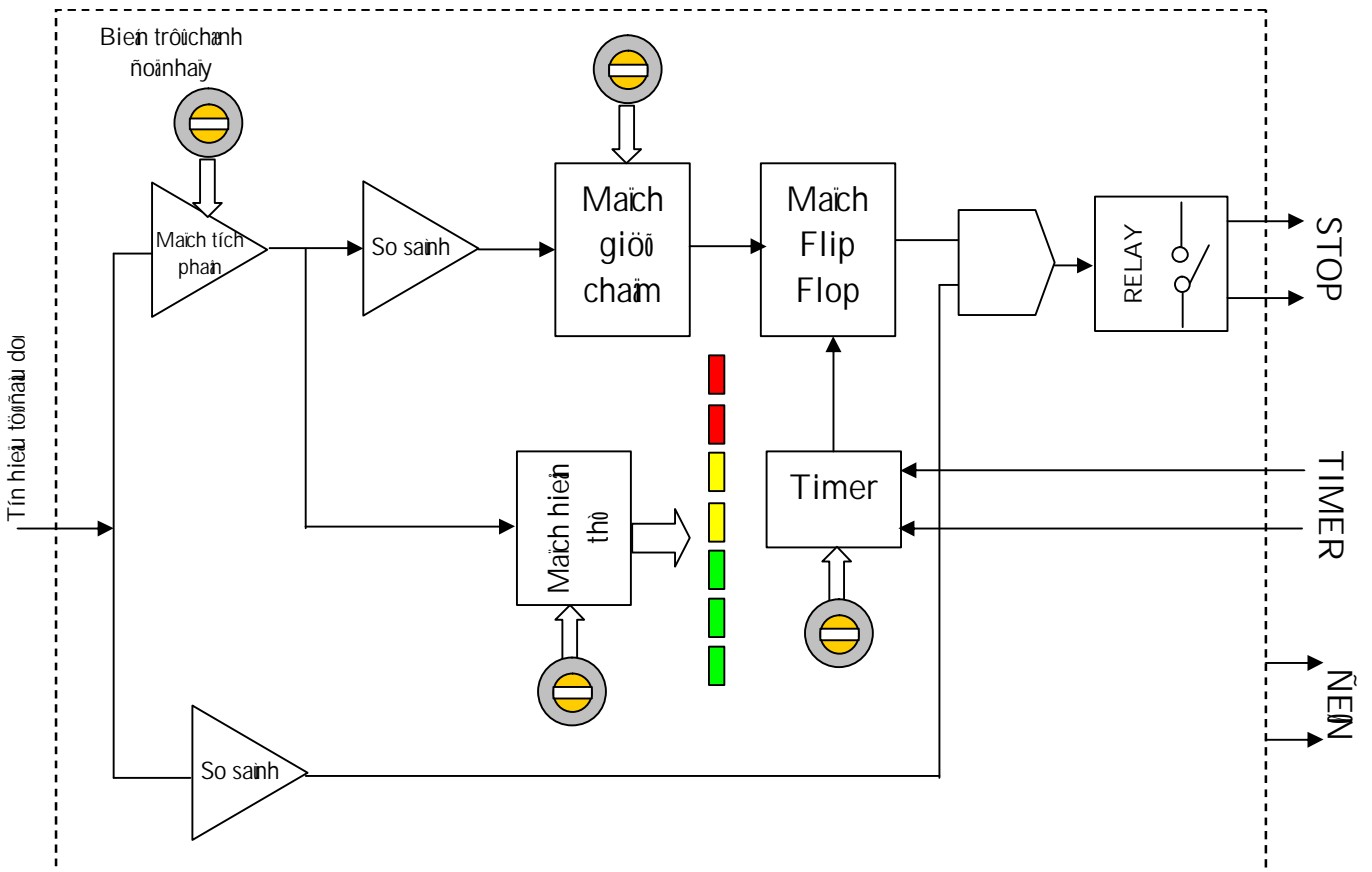 Bieán trôû chænh
ñoä nhaïy
Maïch tích
phaân
So saùnh
Maïch
giöõ
chaäm
Maïch
Flip
Flop
RELAY
STOP
Tín hieäu töø ñaàu doø
Maïch hieån
thò
Timer
TIMER
ÑEØN
So saùnh